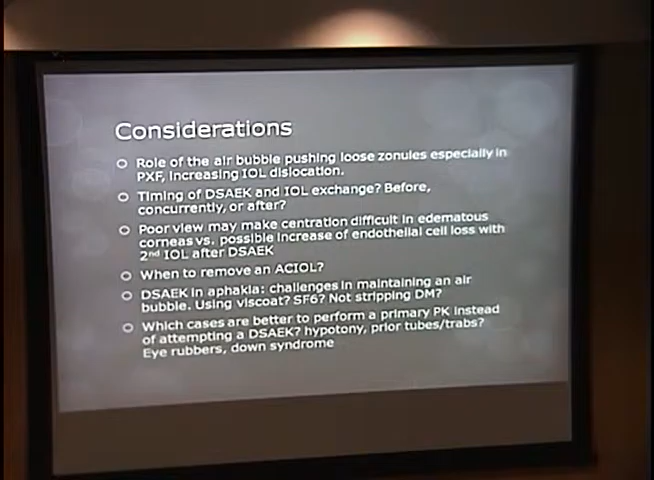 Considerations
Role of the air bubble pushing loose zonules especially in
PXF, increasing IOL dislocation.
Timing of DSAEK and IOL exchange? Before,
concurrently, or after?
Poor view may make centration difficult in edematous
corneas vs. possible increase of endothelial cell loss with
2nd IOL after DSAEK
When to remove an ACIOL?
DSAEK in aphakia: challenges in maintaining an air
bubble. Using viscoat? SF6? Not stripping DM?
Which cases are better to perform a primary PK instead
of attempting a DSAEK? hypotony, prior tubes/trabs?
Eye rubbers, down syndrome